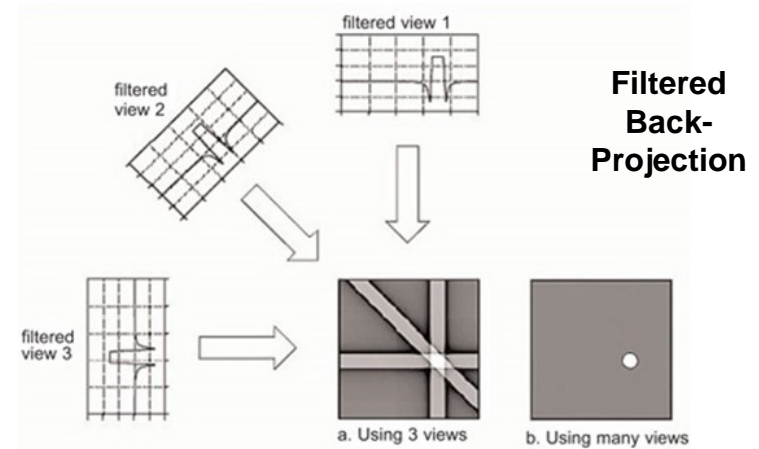 filtered view 1
filtered
view 2
Filtered
Back-
Projection
filtered
view 3
a. Using 3 views
b. Using many views